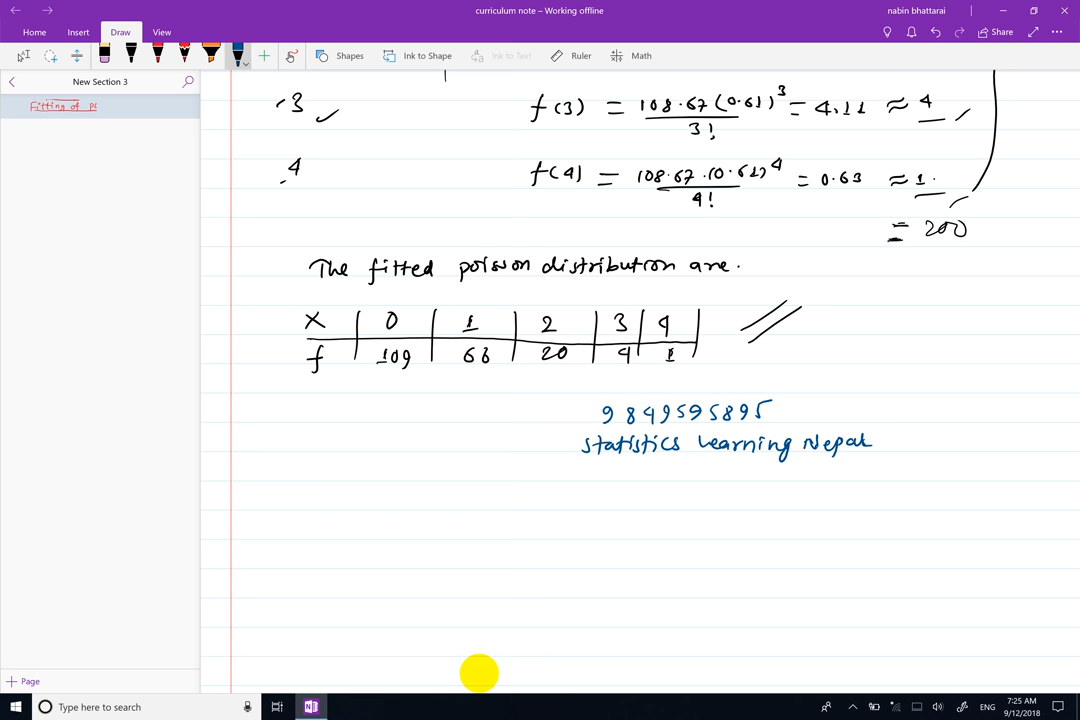 curriculum note – Working offline
nabin bhattarai
Home Insert Draw View
Share
Shapes Ink to Shape Ink to Text Ruler Math
New Section 3
Fitting of po
3 f(3) = 108.67(0.61)^3 / 3! = 4.11 ≈ 4
4 f(4) = 108.67.(0.61)^4 / 4! = 0.63 ≈ 1
= 200
The fitted poisson distribution are.
X | 0 | 1 | 2 | 3 | 4
f | 109 | 66 | 20 | 4 | 1
9849595895
Statistics Learning Nepal
+ Page
Type here to search
ENG
7:25 AM
9/12/2018